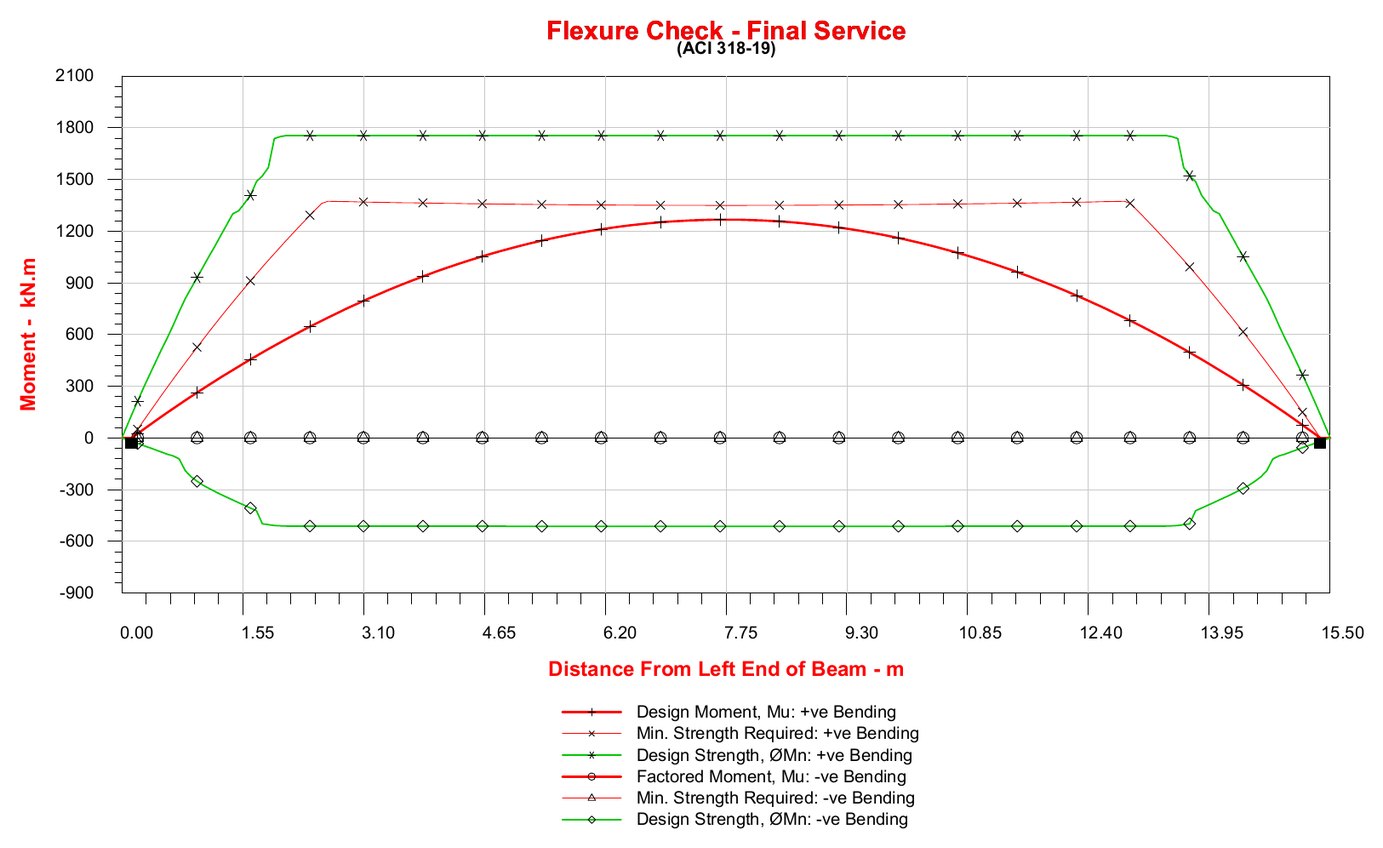 Flexure Check - Final Service
(ACI 318-19)
2100
1800
1500
1200
900
600
300
0
-300
-600
-900
Moment - kN.m
0.00 1.55 3.10 4.65 6.20 7.75 9.30 10.85 12.40 13.95 15.50
Distance From Left End of Beam - m
Design Moment, Mu: +ve Bending
Min. Strength Required: +ve Bending
Design Strength, ØMn: +ve Bending
Factored Moment, Mu: -ve Bending
Min. Strength Required: -ve Bending
Design Strength, ØMn: -ve Bending